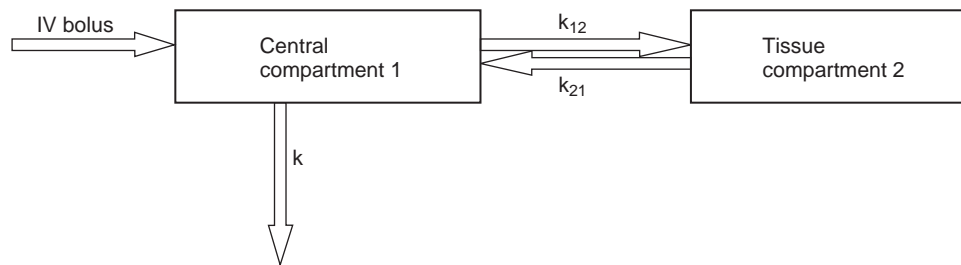 IV bolus
Central
compartment 1
k₁₂
k₂₁
Tissue
compartment 2
k